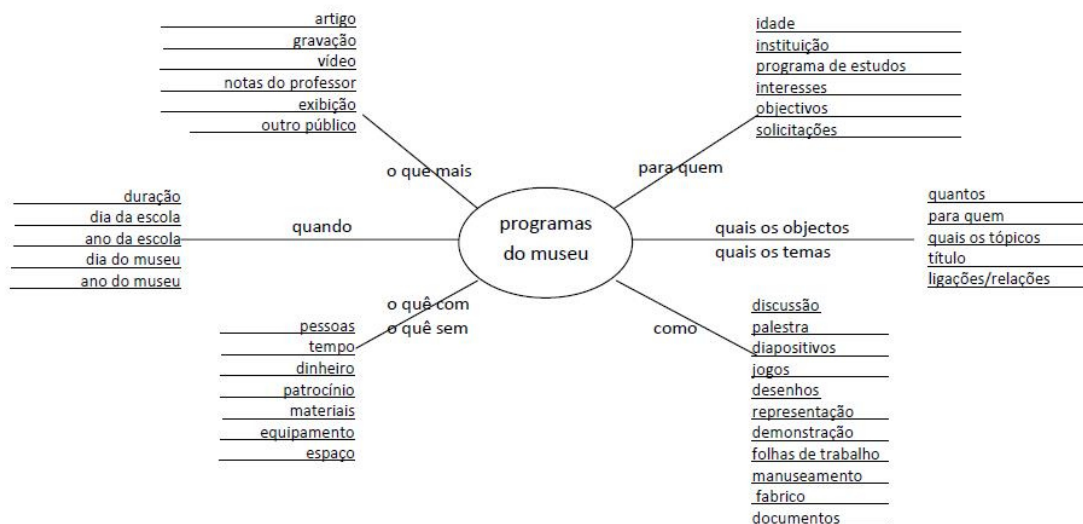 artigo
gravação
vídeo
notas do professor
exibição
outro público
o que mais
idade
instituição
programa de estudos
interesses
objectivos
solicitações
para quem
duração
dia da escola
ano da escola
dia do museu
ano do museu
quando
programas
do museu
quais os objectos
quais os temas
quantos
para quem
quais os tópicos
título
ligações/relações
o quê com
o quê sem
pessoas
tempo
dinheiro
patrocínio
materiais
equipamento
espaço
como
discussão
palestra
diapositivos
jogos
desenhos
representação
demonstração
folhas de trabalho
manuseamento
fabrico
documentos